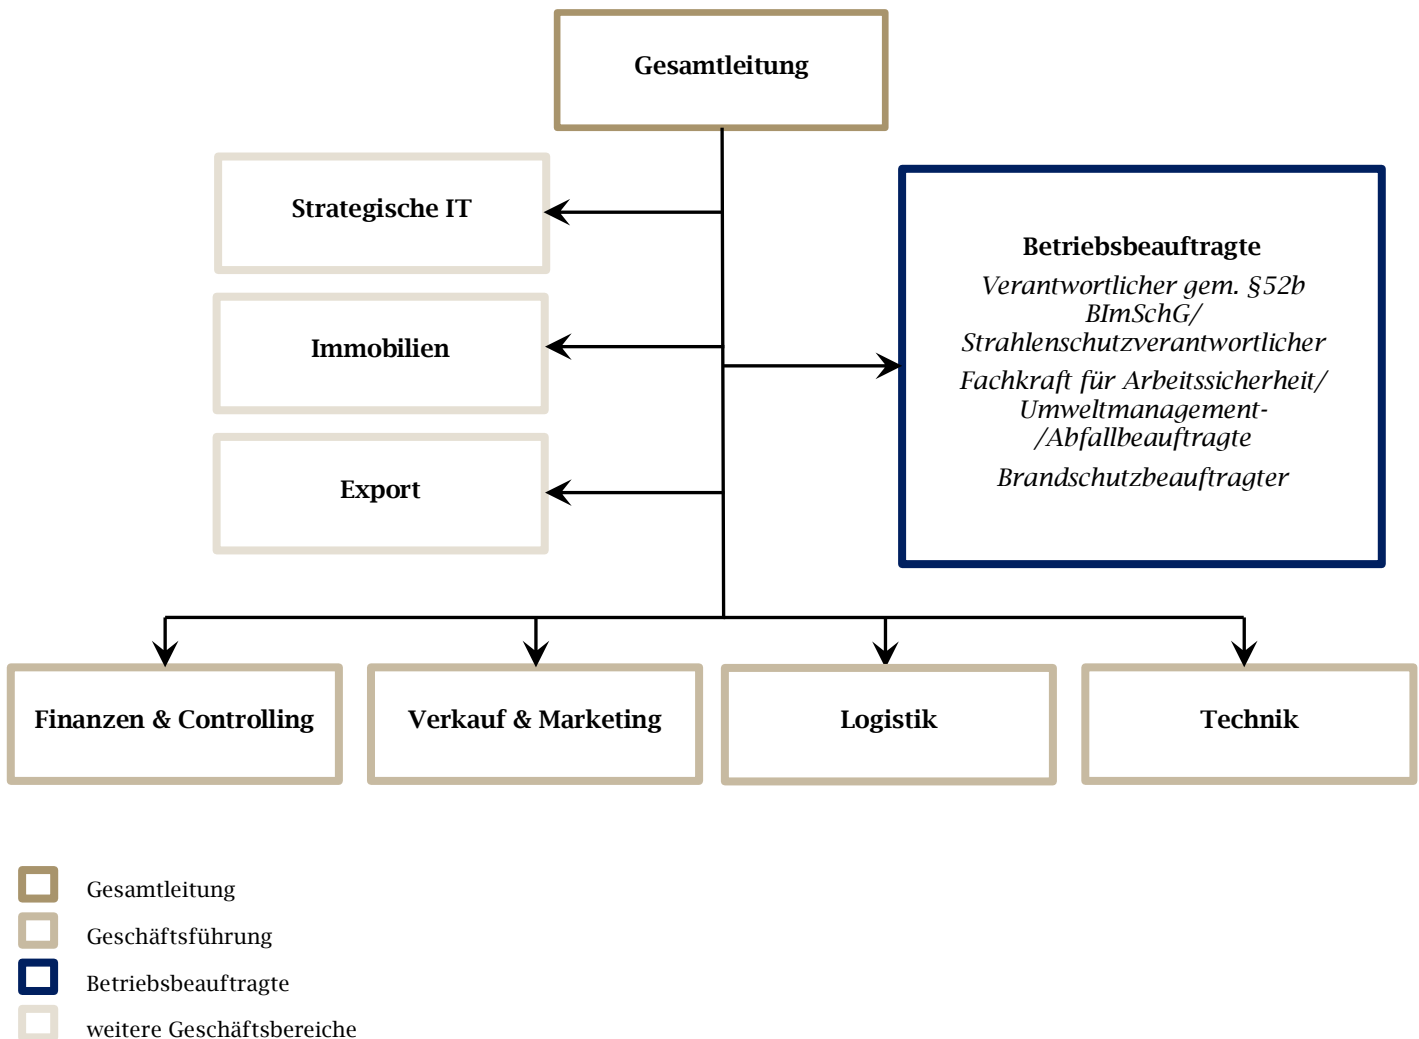 Gesamtleitung
Strategische IT
Immobilien
Export
Betriebsbeauftragte
Verantwortlicher gem. §52b
BImSchG/
Strahlenschutzverantwortlicher
Fachkraft für Arbeitssicherheit/
Umweltmanagement-
/Abfallbeauftragte
Brandschutzbeauftragter
Finanzen & Controlling
Verkauf & Marketing
Logistik
Technik
Gesamtleitung
Geschäftsführung
Betriebsbeauftragte
weitere Geschäftsbereiche